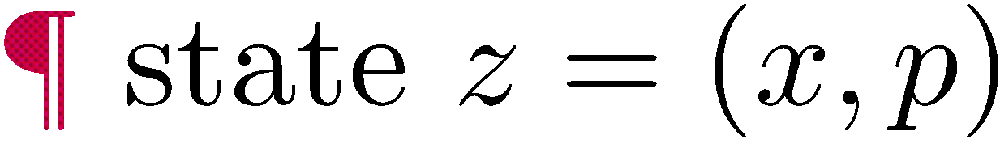 ¶ state z = (x, p)